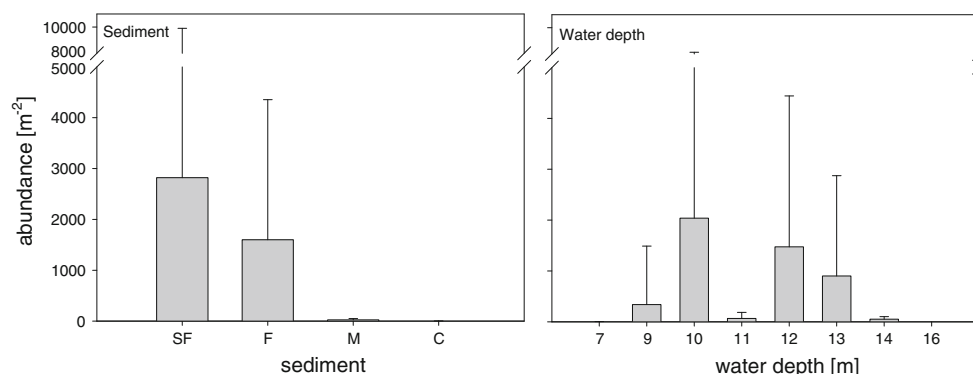 Sediment
Water depth
10000
8000
5000
4000
3000
2000
1000
0
abundance [m⁻²]
SF F M C
sediment
7 9 10 11 12 13 14 16
water depth [m]